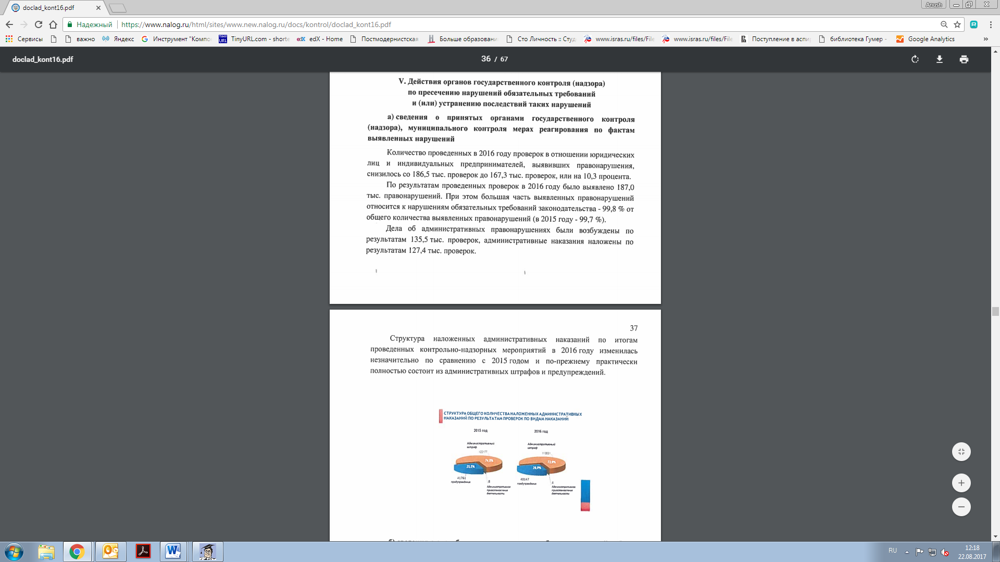 doclad_kont16.pdf
Anush
Надежный
https://www.nalog.ru/html/sites/www.new.nalog.ru/docs/kontrol/doclad_kont16.pdf
Сервисы
важно
Яндекс
Инструмент "Компо
TinyURL.com - shorte
edX - Home
Постмодернистская
Больше образовани
Сто Личность :: Студ
www.isras.ru/files/File
www.isras.ru/files/File
Поступление в аспи
библиотека Гумер -
Google Analytics
»
doclad_kont16.pdf
36 / 67
V. Действия органов государственного контроля (надзора)
по пресечению нарушений обязательных требований
и (или) устранению последствий таких нарушений
а) сведения о принятых органами государственного контроля
(надзора), муниципального контроля мерах реагирования по фактам
выявленных нарушений
Количество проведенных в 2016 году проверок в отношении юридических
лиц и индивидуальных предпринимателей, выявивших правонарушения,
снизилось со 186,5 тыс. проверок до 167,3 тыс. проверок, или на 10,3 процента.
По результатам проведенных проверок в 2016 году было выявлено 187,0
тыс. правонарушений. При этом большая часть выявленных правонарушений
относится к нарушениям обязательных требований законодательства - 99,8 % от
общего количества выявленных правонарушений (в 2015 году - 99,7 %).
Дела об административных правонарушениях были возбуждены по
результатам 135,5 тыс. проверок, административные наказания наложены по
результатам 127,4 тыс. проверок.
37
Структура наложенных административных наказаний по итогам
проведенных контрольно-надзорных мероприятий в 2016 году изменилась
незначительно по сравнению с 2015 годом и по-прежнему практически
полностью состоит из административных штрафов и предупреждений.
СТРУКТУРА ОБЩЕГО КОЛИЧЕСТВА НАЛОЖЕННЫХ АДМИНИСТРАТИВНЫХ
НАКАЗАНИЙ ПО РЕЗУЛЬТАТАМ ПРОВЕРОК ПО ВИДАМ НАКАЗАНИЙ
2015 год
2016 год
Административный
штраф
122177
Административный
штраф
113831
74,5%
25,5%
73,9%
26,0%
41761
предупреждение
8
Административное
приостановление
деятельности
40147
предупреждение
4
Административное
приостановление
деятельности
RU
12:18
22.08.2017